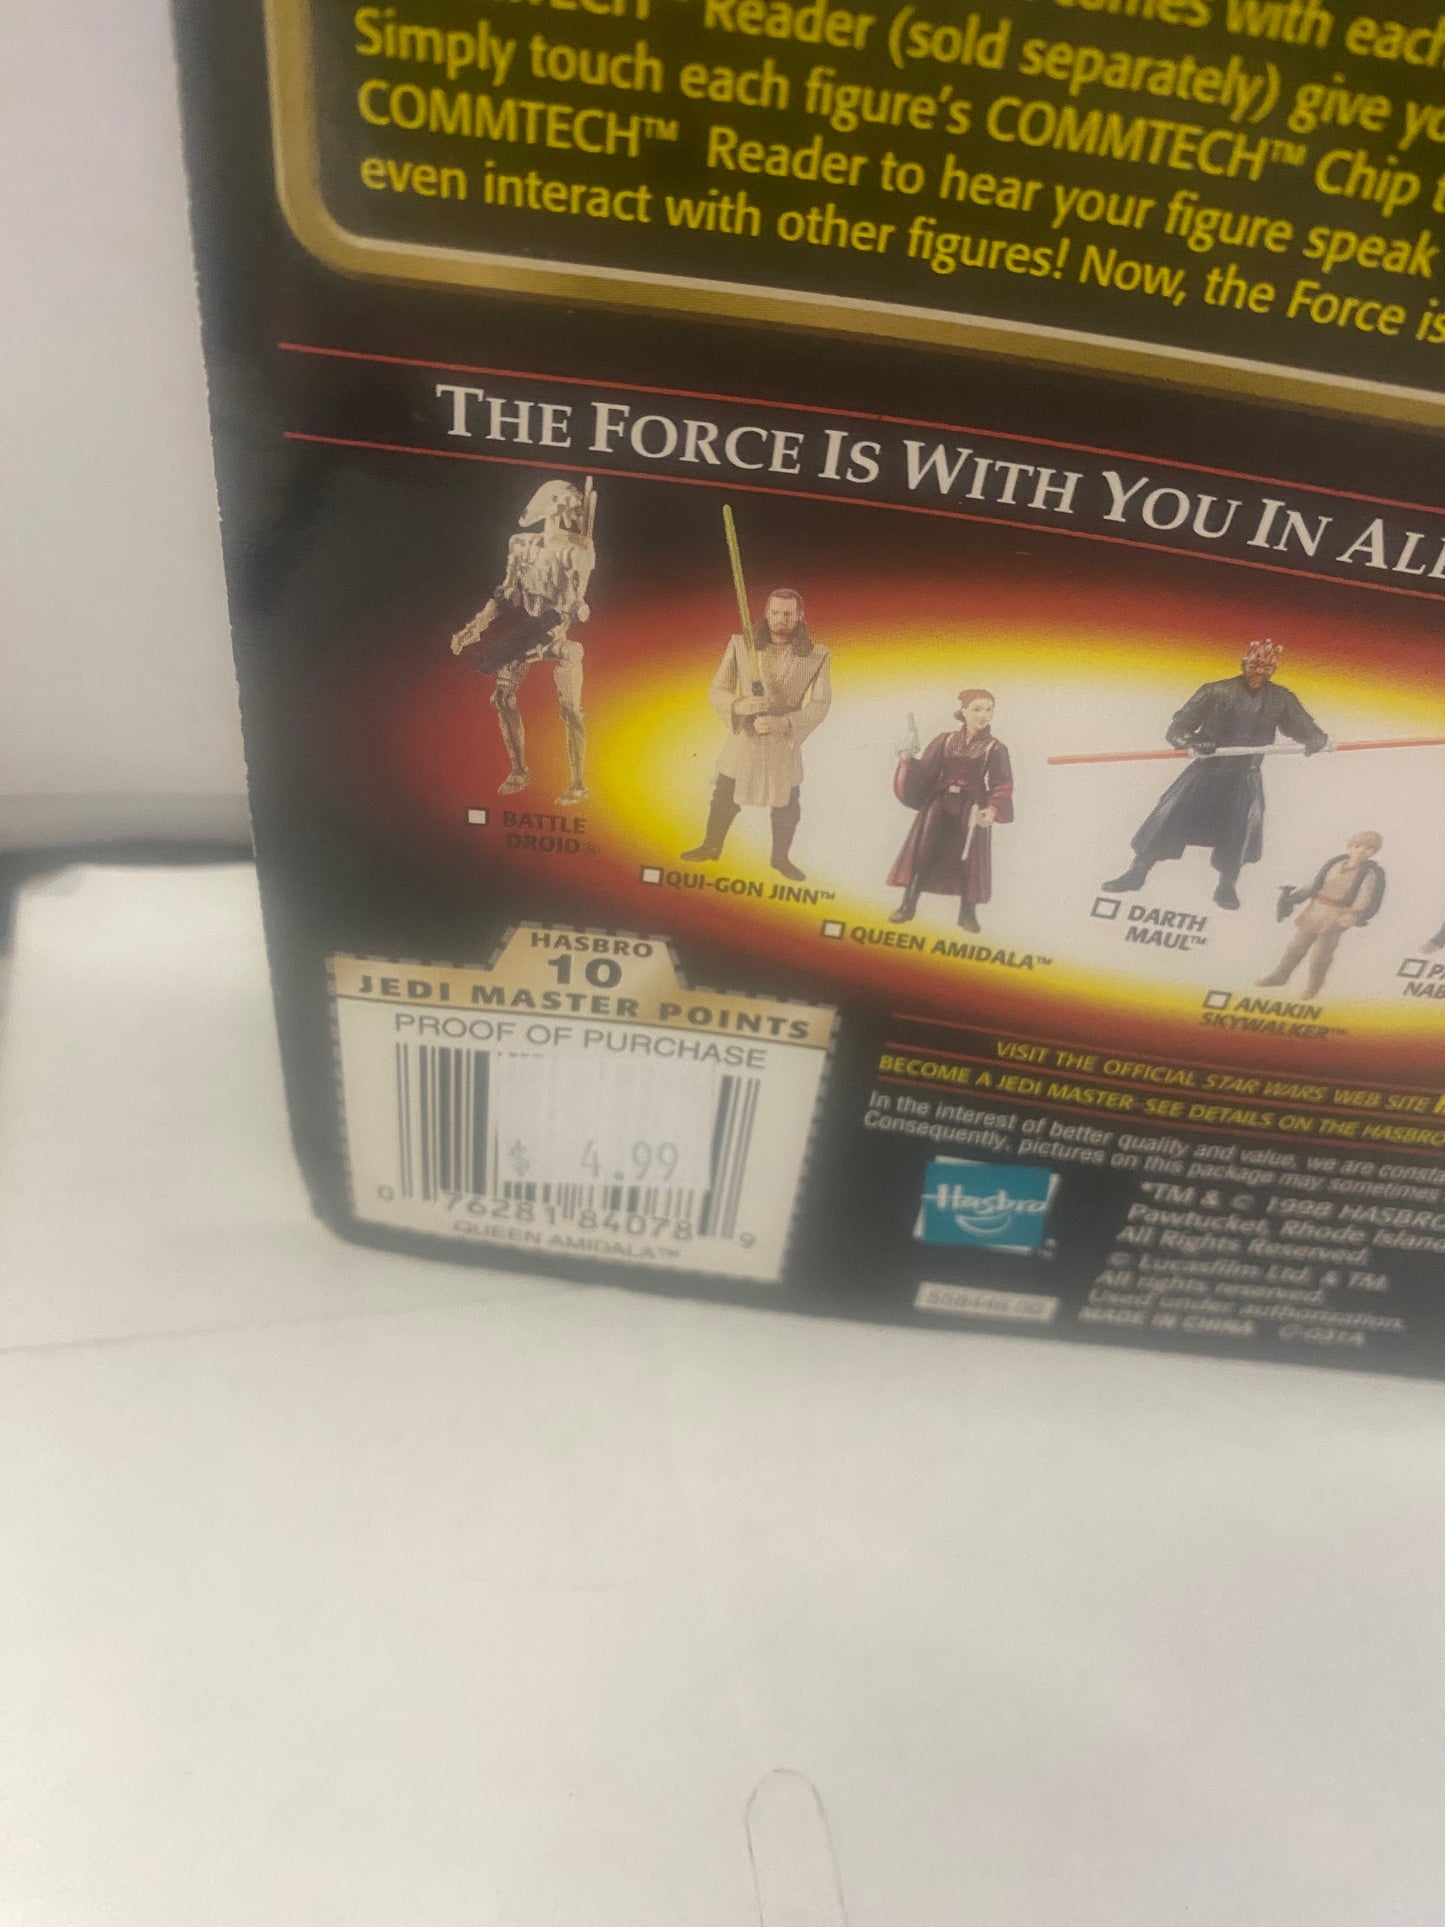 Reader (sold separately) give
Simply touch each figure's COMMTECH™ Chip
COMMTECH™ Reader to hear your figure speak
even interact with other figures! Now, the Force is
THE FORCE IS WITH YOU IN
BATTLE
DROID®
QUI-GON JINN™
QUEEN AMIDALA™
DARTH
MAUL™
ANAKIN
SKYWALKER™
HASBRO
10
JEDI MASTER POINTS
PROOF OF PURCHASE
$ 4.99
0 76281 84078 9
QUEEN AMIDALA™
VISIT THE OFFICIAL STAR WARS WEB SITE
BECOME A JEDI MASTER-SEE DETAILS ON THE HASBRO
In the interest of better quality and value, we are
Consequently, pictures on this package may sometimes
Hasbro
*TM & © 1998 HASBRO
Pawtucket, Rhode Island
All Rights Reserved.
© Lucasfilm Ltd. & TM.
All rights reserved.
Used under authorization.
MADE IN CHINA